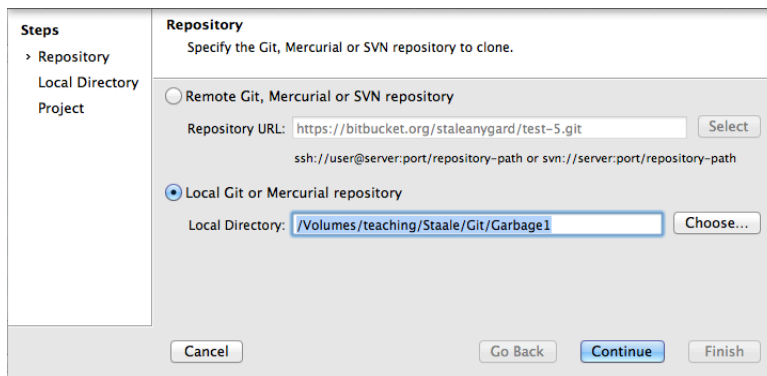 Steps
› Repository
Local Directory
Project
Repository
Specify the Git, Mercurial or SVN repository to clone.
Remote Git, Mercurial or SVN repository
Repository URL: https://bitbucket.org/staleanygard/test-5.git Select
ssh://user@server:port/repository-path or svn://server:port/repository-path
Local Git or Mercurial repository
Local Directory: /Volumes/teaching/Staale/Git/Garbage1 Choose...
Cancel Go Back Continue Finish